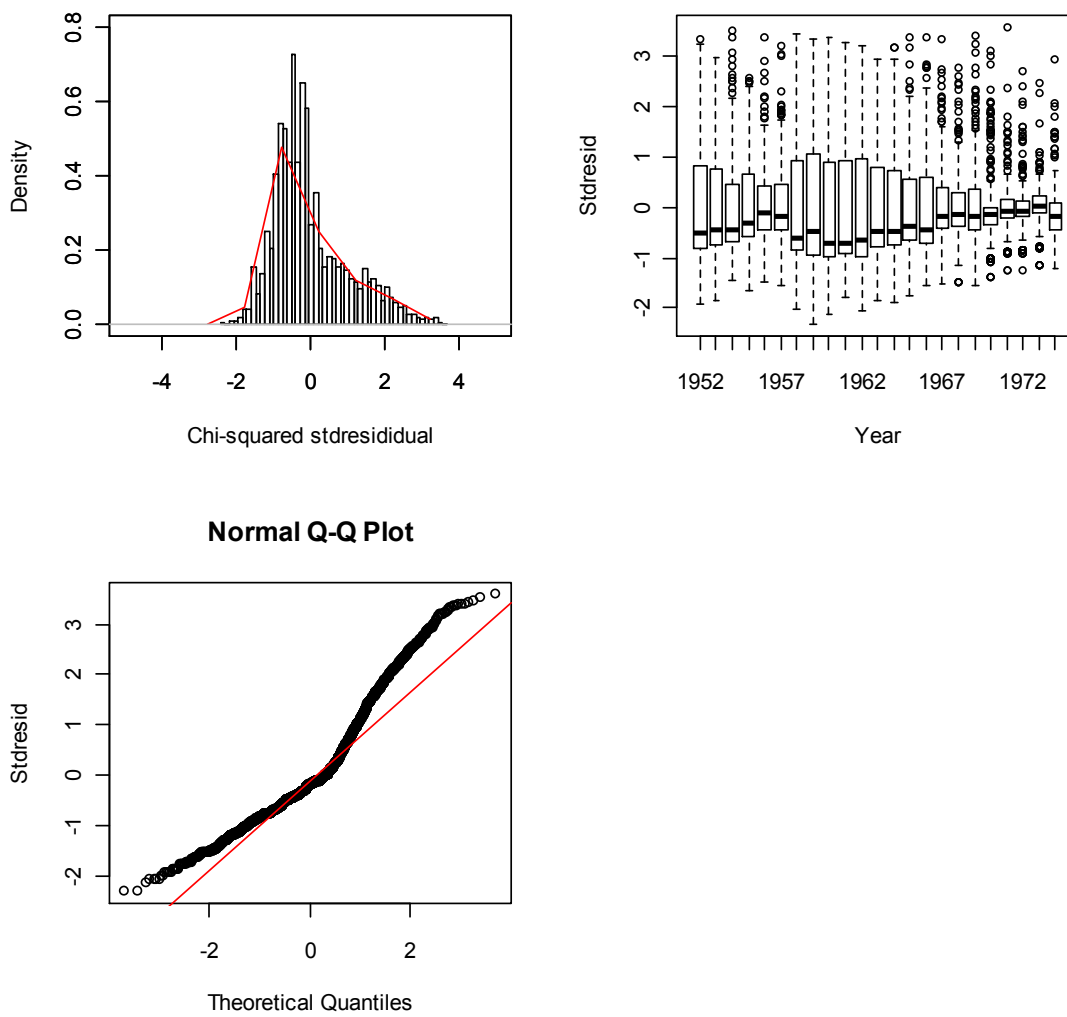 Density
0.0 0.2 0.4 0.6 0.8
-4 -2 0 2 4
Chi-squared stdresididual
Stdresid
-2 -1 0 1 2 3
1952 1957 1962 1967 1972
Year
Normal Q-Q Plot
Stdresid
-2 -1 0 1 2 3
-2 0 2
Theoretical Quantiles